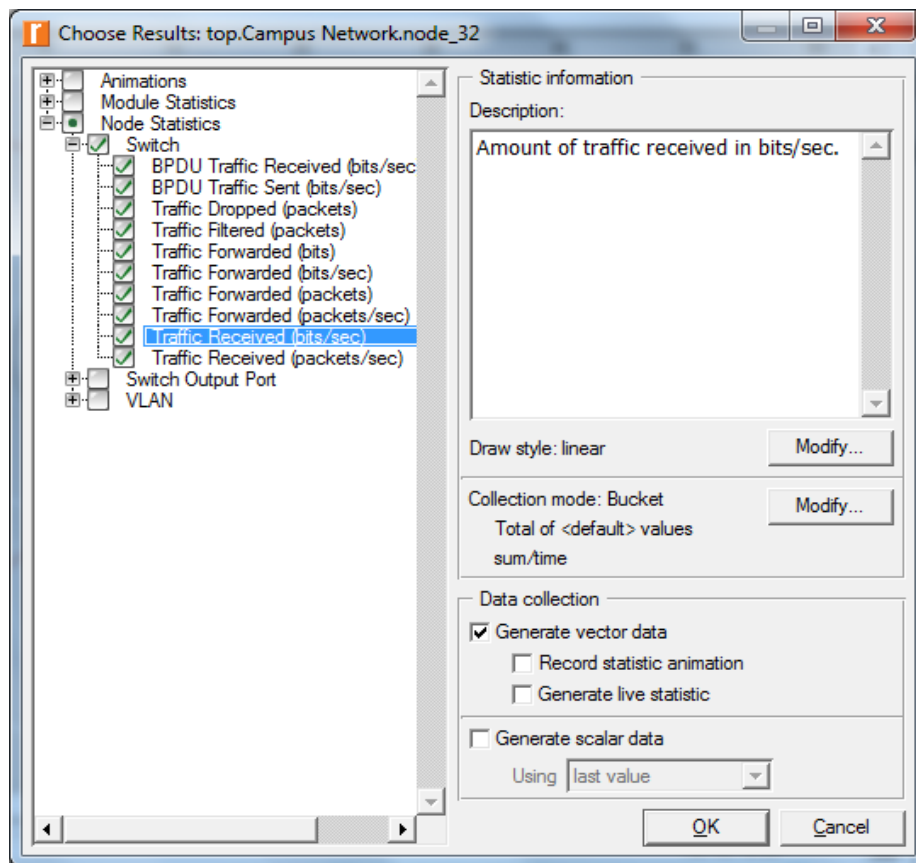 Choose Results: top.Campus Network.node_32
Animations
Module Statistics
Node Statistics
Switch
BPDU Traffic Received (bits/sec
BPDU Traffic Sent (bits/sec)
Traffic Dropped (packets)
Traffic Filtered (packets)
Traffic Forwarded (bits)
Traffic Forwarded (bits/sec)
Traffic Forwarded (packets)
Traffic Forwarded (packets/sec)
Traffic Received (bits/sec)
Traffic Received (packets/sec)
Switch Output Port
VLAN
Statistic information
Description:
Amount of traffic received in bits/sec.
Draw style: linear
Modify...
Collection mode: Bucket
Modify...
Total of <default> values
sum/time
Data collection
Generate vector data
Record statistic animation
Generate live statistic
Generate scalar data
Using last value
OK Cancel